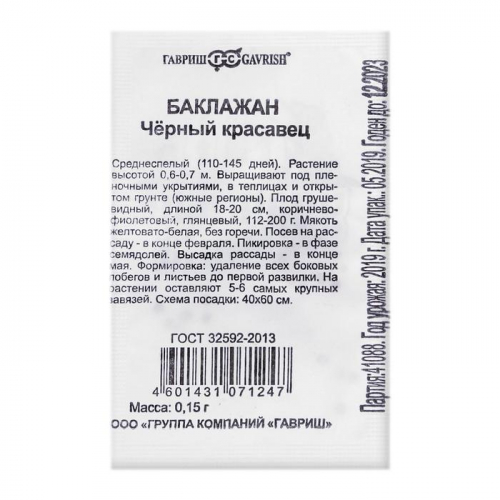 ГАВРИШ ГС GAVRISH®
БАКЛАЖАН
Чёрный красавец
Среднеспелый (110-145 дней). Растение
высотой 0,6-0,7 м. Выращивают под пле-
ночными укрытиями, в теплицах и откры-
том грунте (южные регионы). Плод груше-
видный, длиной 18-20 см, коричнево-
фиолетовый, глянцевый, 112-200 г. Мякоть
желтовато-белая, без горечи. Посев на рас-
саду - в конце февраля. Пикировка - в фазе
семядолей. Высадка рассады - в конце
мая. Формировка: удаление всех боковых
побегов и листьев до первой развилки. На
растении оставляют 5-6 самых крупных
завязей. Схема посадки: 40x60 см.
ГОСТ 32592-2013
4 601431 071247
Масса: 0,15 г
ООО «ГРУППА КОМПАНИЙ «ГАВРИШ»
Партия:41088. Год урожая: 2019 г. Дата упак.: 05.2019. Годен до: 12.2023